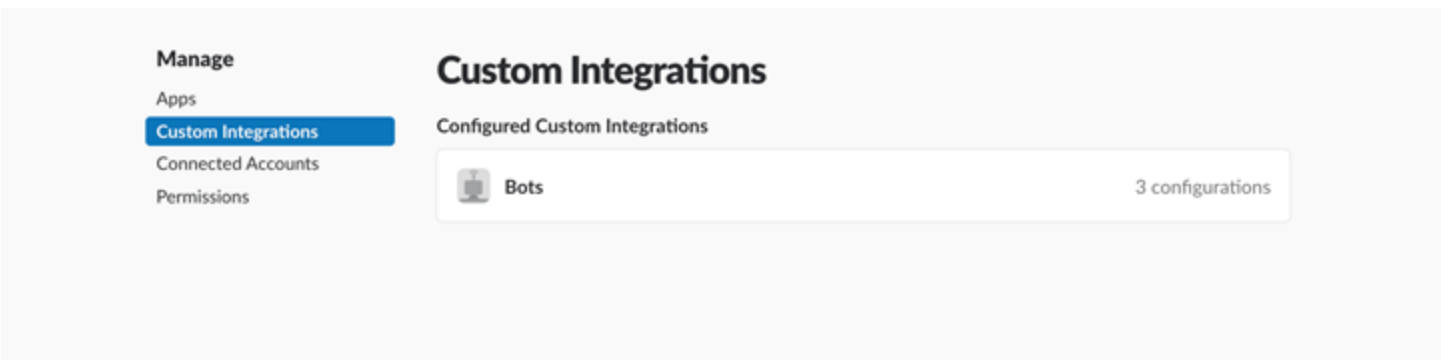 Manage
Apps
Custom Integrations
Connected Accounts
Permissions
Custom Integrations
Configured Custom Integrations
Bots
3 configurations